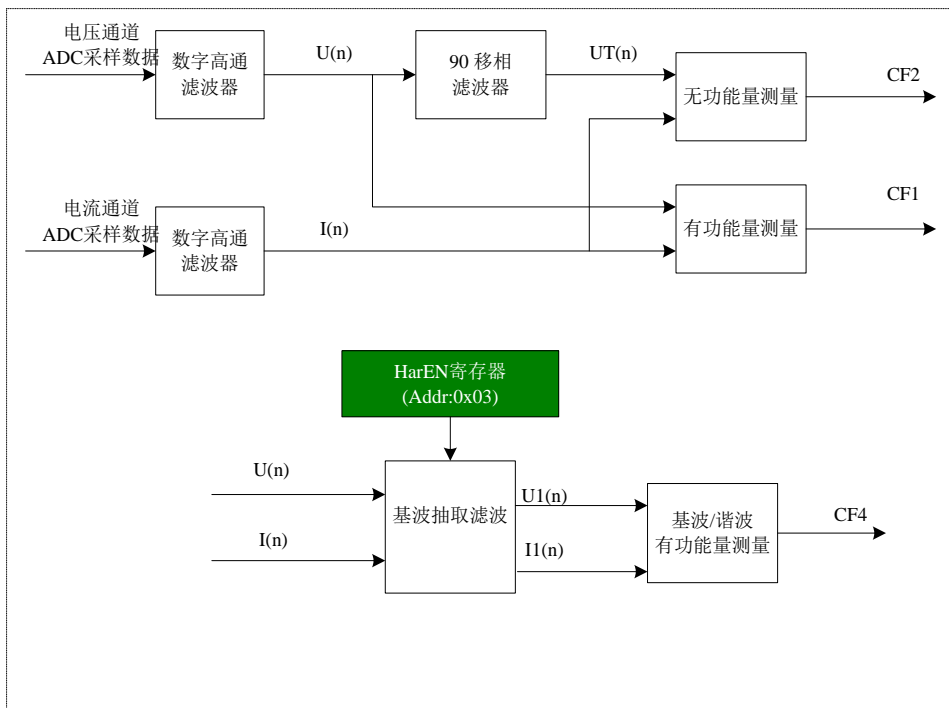 电压通道
ADC采样数据
数字高通
滤波器
U(n)
90 移相
滤波器
UT(n)
无功能量测量
CF2
电流通道
ADC采样数据
数字高通
滤波器
I(n)
有功能量测量
CF1
HarEN寄存器
(Addr:0x03)
U(n)
I(n)
基波抽取滤波
U1(n)
I1(n)
基波/谐波
有功能量测量
CF4